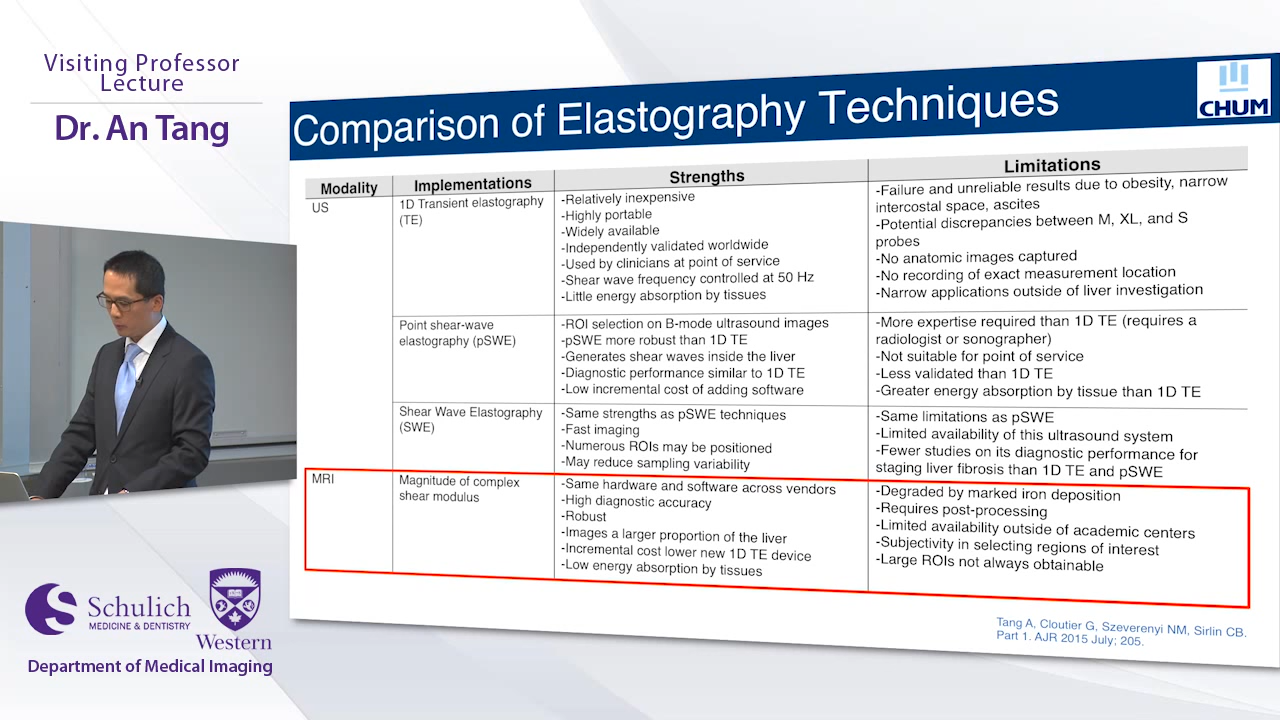 Visiting Professor
Lecture
Dr. An Tang
Comparison of Elastography Techniques
CHUM
Modality
Implementations
Strengths
Limitations
US
1D Transient elastography
(TE)
-Relatively inexpensive
-Highly portable
-Widely available
-Independently validated worldwide
-Used by clinicians at point of service
-Shear wave frequency controlled at 50 Hz
-Little energy absorption by tissues
-Failure and unreliable results due to obesity, narrow
intercostal space, ascites
-Potential discrepancies between M, XL, and S
probes
-No anatomic images captured
-No recording of exact measurement location
-Narrow applications outside of liver investigation
Point shear-wave
elastography (pSWE)
-ROI selection on B-mode ultrasound images
-pSWE more robust than 1D TE
-Generates shear waves inside the liver
-Diagnostic performance similar to 1D TE
-Low incremental cost of adding software
-More expertise required than 1D TE (requires a
radiologist or sonographer)
-Not suitable for point of service
-Less validated than 1D TE
-Greater energy absorption by tissue than 1D TE
Shear Wave Elastography
(SWE)
-Same strengths as pSWE techniques
-Fast imaging
-Numerous ROIs may be positioned
-May reduce sampling variability
-Same limitations as pSWE
-Limited availability of this ultrasound system
-Fewer studies on its diagnostic performance for
staging liver fibrosis than 1D TE and pSWE
MRI
Magnitude of complex
shear modulus
-Same hardware and software across vendors
-High diagnostic accuracy
-Robust
-Images a larger proportion of the liver
-Incremental cost lower new 1D TE device
-Low energy absorption by tissues
-Degraded by marked iron deposition
-Requires post-processing
-Limited availability outside of academic centers
-Subjectivity in selecting regions of interest
-Large ROIs not always obtainable
Tang A, Cloutier G, Szeverenyi NM, Sirlin CB.
Part 1. AJR 2015 July; 205.
Schulich
MEDICINE & DENTISTRY
Western
Department of Medical Imaging